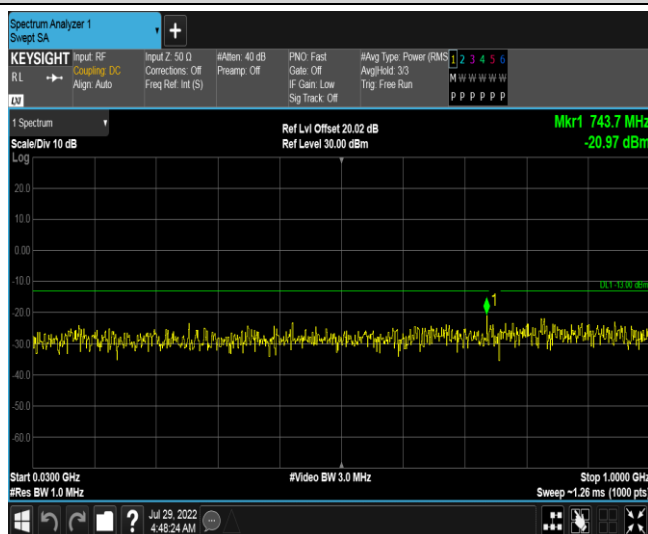 Spectrum Analyzer 1
Swept SA
+
KEYSIGHT
RL
LXI
Input: RF
Coupling: DC
Align: Auto
Input Z: 50 Ω
Corrections: Off
Freq Ref: Int (S)
#Atten: 40 dB
Preamp: Off
PNO: Fast
Gate: Off
IF Gain: Low
Sig Track: Off
#Avg Type: Power (RMS
Avg|Hold: 3/3
Trig: Free Run
1 2 3 4 5 6
M W W W W W
P P P P P P
1 Spectrum
Scale/Div 10 dB
Log
Ref Lvl Offset 20.02 dB
Ref Level 30.00 dBm
Mkr1 743.7 MHz
-20.97 dBm
20.0
10.0
0.00
-10.0
DL1 -13.00 dBm
1
-20.0
-30.0
-40.0
-50.0
-60.0
Start 0.0300 GHz
#Res BW 1.0 MHz
#Video BW 3.0 MHz
Stop 1.0000 GHz
Sweep ~1.26 ms (1000 pts)
?
Jul 29, 2022
4:48:24 AM